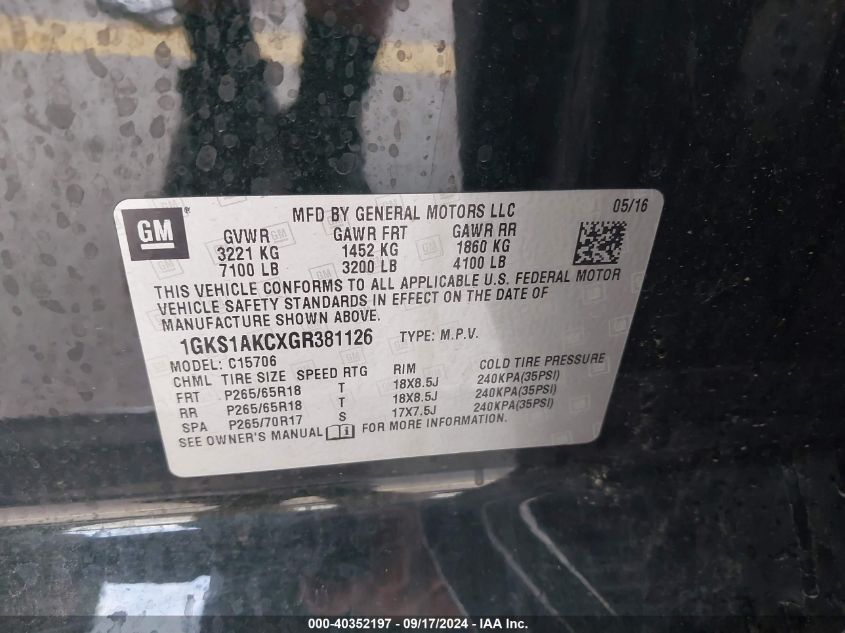 GM
MFD BY GENERAL MOTORS LLC 05/16
GVWR GAWR FRT GAWR RR
3221 KG 1452 KG 1860 KG
7100 LB 3200 LB 4100 LB
THIS VEHICLE CONFORMS TO ALL APPLICABLE U.S. FEDERAL MOTOR
VEHICLE SAFETY STANDARDS IN EFFECT ON THE DATE OF
MANUFACTURE SHOWN ABOVE.
1GKS1AKCXGR381126 TYPE: M.P.V.
MODEL: C15706
CHML TIRE SIZE SPEED RTG RIM COLD TIRE PRESSURE
FRT P265/65R18 T 18X8.5J 240KPA(35PSI)
RR P265/65R18 T 18X8.5J 240KPA(35PSI)
SPA P265/70R17 S 17X7.5J 240KPA(35PSI)
SEE OWNER'S MANUAL FOR MORE INFORMATION.
000-40352197 - 09/17/2024 - IAA Inc.